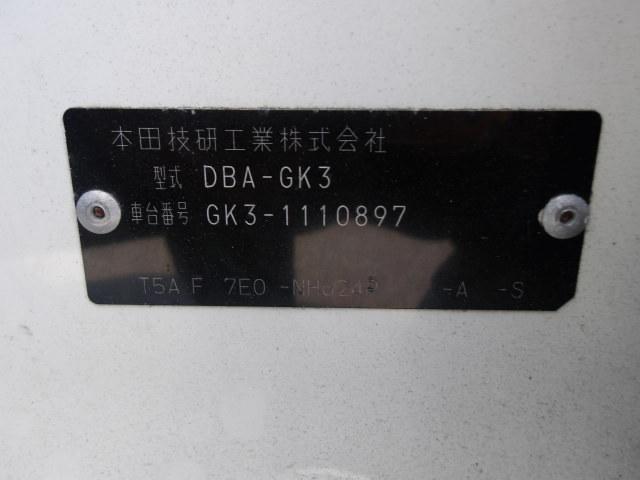 本田技研工業株式会社
型式 DBA-GK3
車台番号 GK3-1110897
T5A F 7E0 -A -S